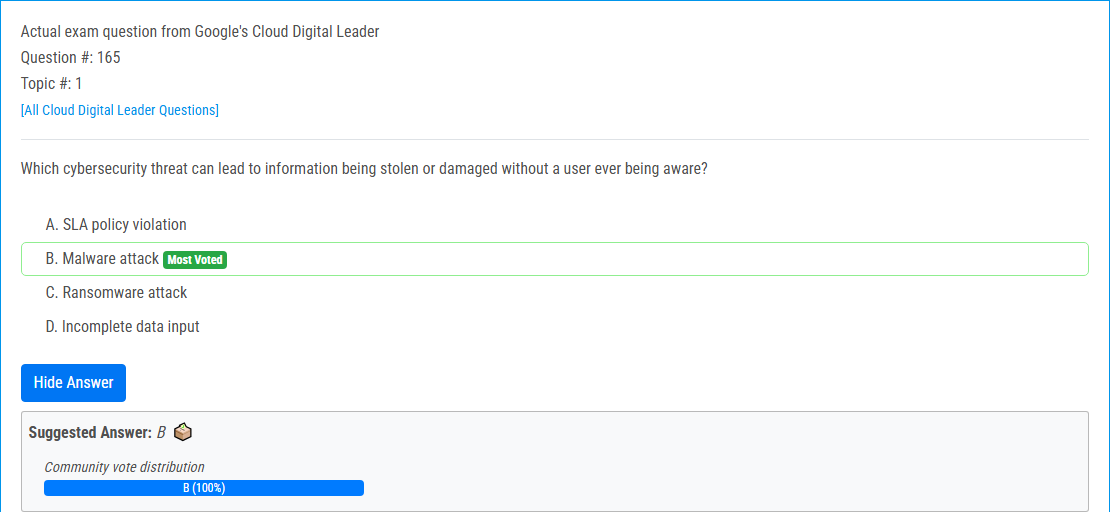 Actual exam question from Google's Cloud Digital Leader
Question #: 165
Topic #: 1
[All Cloud Digital Leader Questions]
Which cybersecurity threat can lead to information being stolen or damaged without a user ever being aware?
A. SLA policy violation
B. Malware attack Most Voted
C. Ransomware attack
D. Incomplete data input
Hide Answer
Suggested Answer: B
Community vote distribution
B (100%)